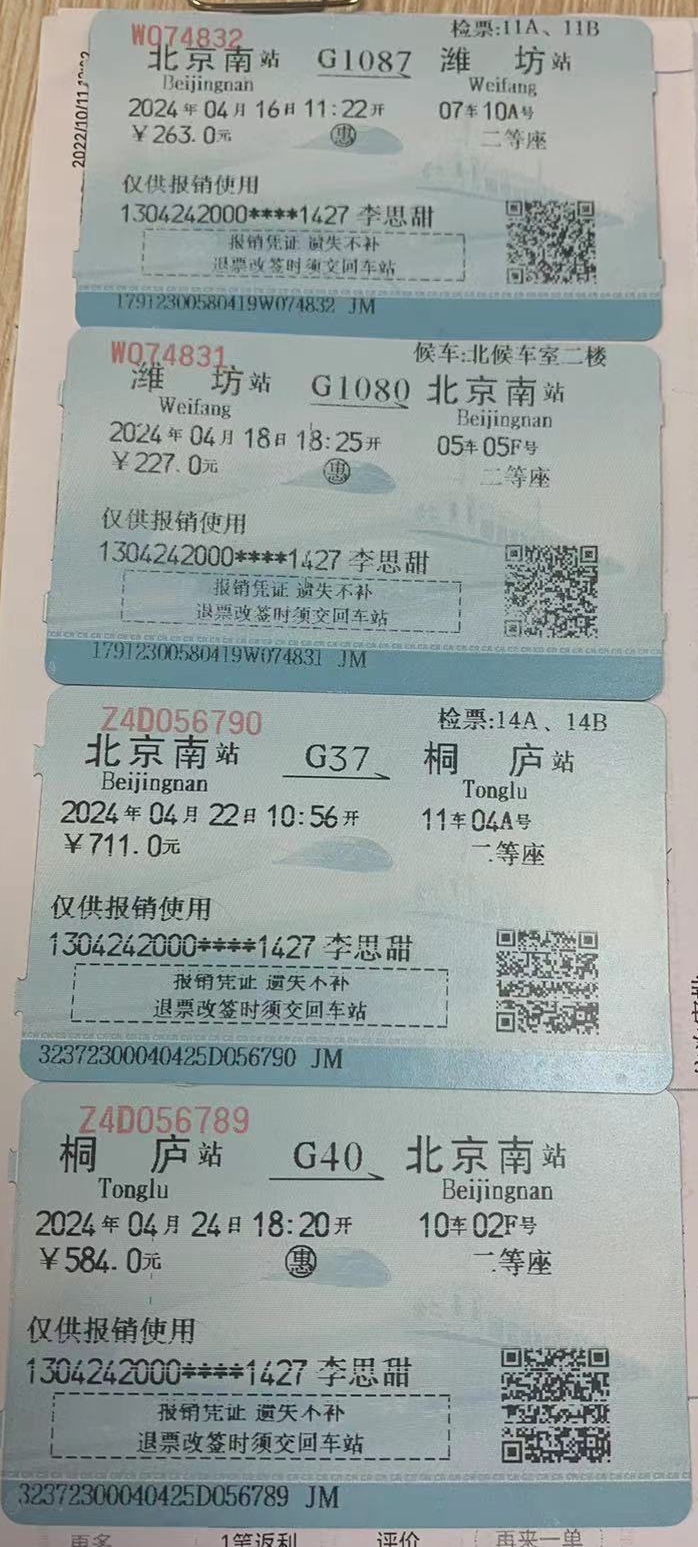 2022/10/11
W074832 检票:11A、11B
北京南站 G1087 潍坊站
Beijingnan Weifang
2024年04月16日11:22开 07车10A号
￥263.0元 惠 二等座
仅供报销使用
1304242000****1427 李思甜
报销凭证 遗失不补
退票改签时须交回车站
17912300580419W074832 JM
W074831 候车:北候车室二楼
潍坊站 G1080 北京南站
Weifang Beijingnan
2024年04月18日18:25开 05车05F号
￥227.0元 惠 二等座
仅供报销使用
1304242000****1427 李思甜
报销凭证 遗失不补
退票改签时须交回车站
17912300580419W074831 JM
Z4D056790 检票:14A、14B
北京南站 G37 桐庐站
Beijingnan Tonglu
2024年04月22日10:56开 11车04A号
￥711.0元 二等座
仅供报销使用
1304242000****1427 李思甜
报销凭证 遗失不补
退票改签时须交回车站
32372300040425D056790 JM
Z4D056789
桐庐站 G40 北京南站
Tonglu Beijingnan
2024年04月24日18:20开 10车02F号
￥584.0元 惠 二等座
仅供报销使用
1304242000****1427 李思甜
报销凭证 遗失不补
退票改签时须交回车站
32372300040425D056789 JM
更多 1笔返利 评价 再来一单